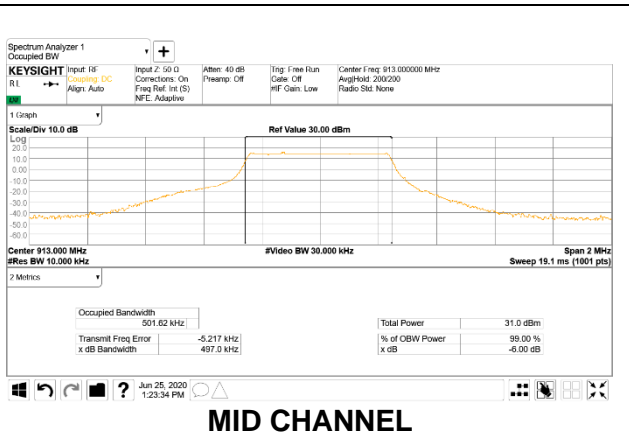 Spectrum Analyzer 1
Occupied BW
KEYSIGHT Input: RF Input Z: 50 Ω Atten: 40 dB Trig: Free Run Center Freq: 913.000000 MHz
R L Coupling: DC Corrections: On Preamp: Off Gate: Off Avg|Hold: 200/200
Align: Auto Freq Ref: Int (S) #IF Gain: Low Radio Std: None
NFE: Adaptive
1 Graph
Scale/Div 10.0 dB Ref Value 30.00 dBm
Log
20.0
10.0
0.00
-10.0
-20.0
-30.0
-40.0
-50.0
-60.0
Center 913.000 MHz #Video BW 30.000 kHz Span 2 MHz
#Res BW 10.000 kHz Sweep 19.1 ms (1001 pts)
2 Metrics
Occupied Bandwidth
501.62 kHz Total Power 31.0 dBm
Transmit Freq Error -5.217 kHz % of OBW Power 99.00 %
x dB Bandwidth 497.0 kHz x dB -6.00 dB
? Jun 25, 2020
1:23:34 PM
MID CHANNEL